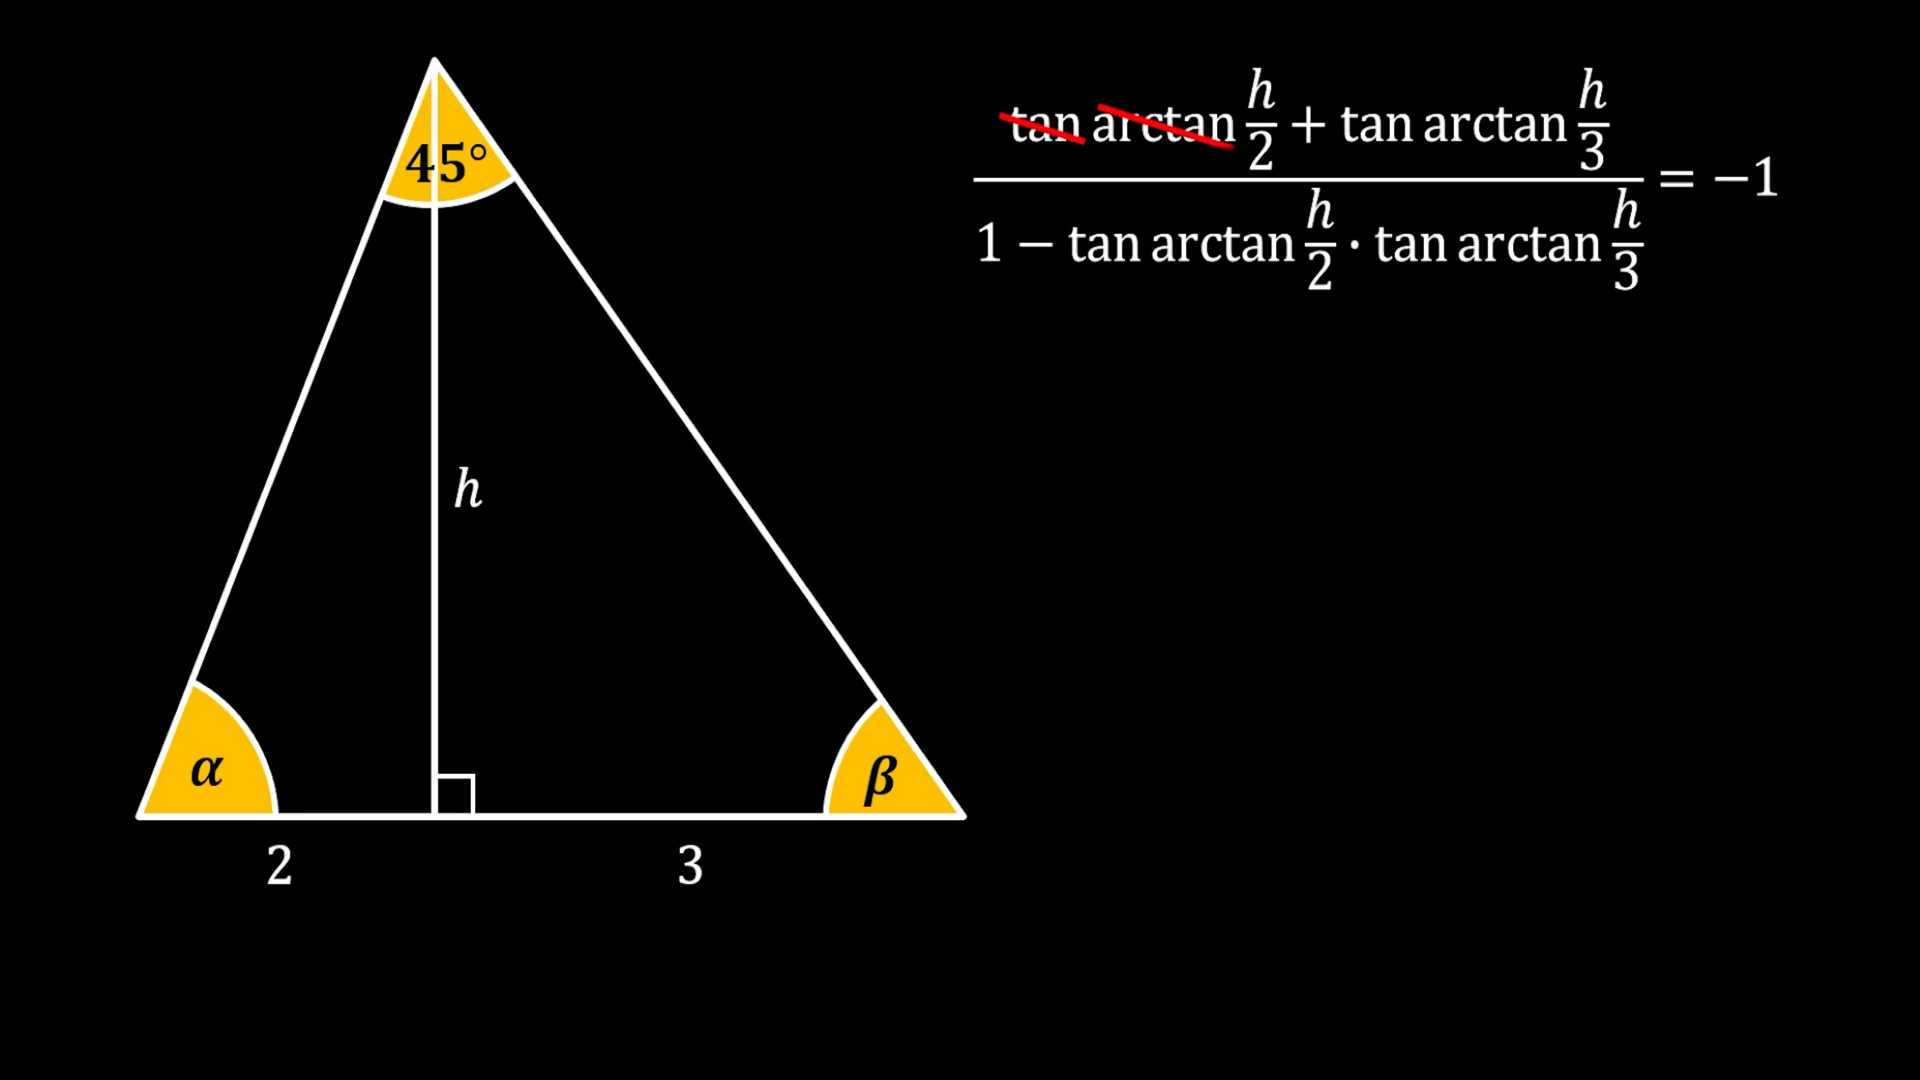 45°
h
α
β
2
3
tan arctan h/2 + tan arctan h/3
1 − tan arctan h/2 · tan arctan h/3
= −1